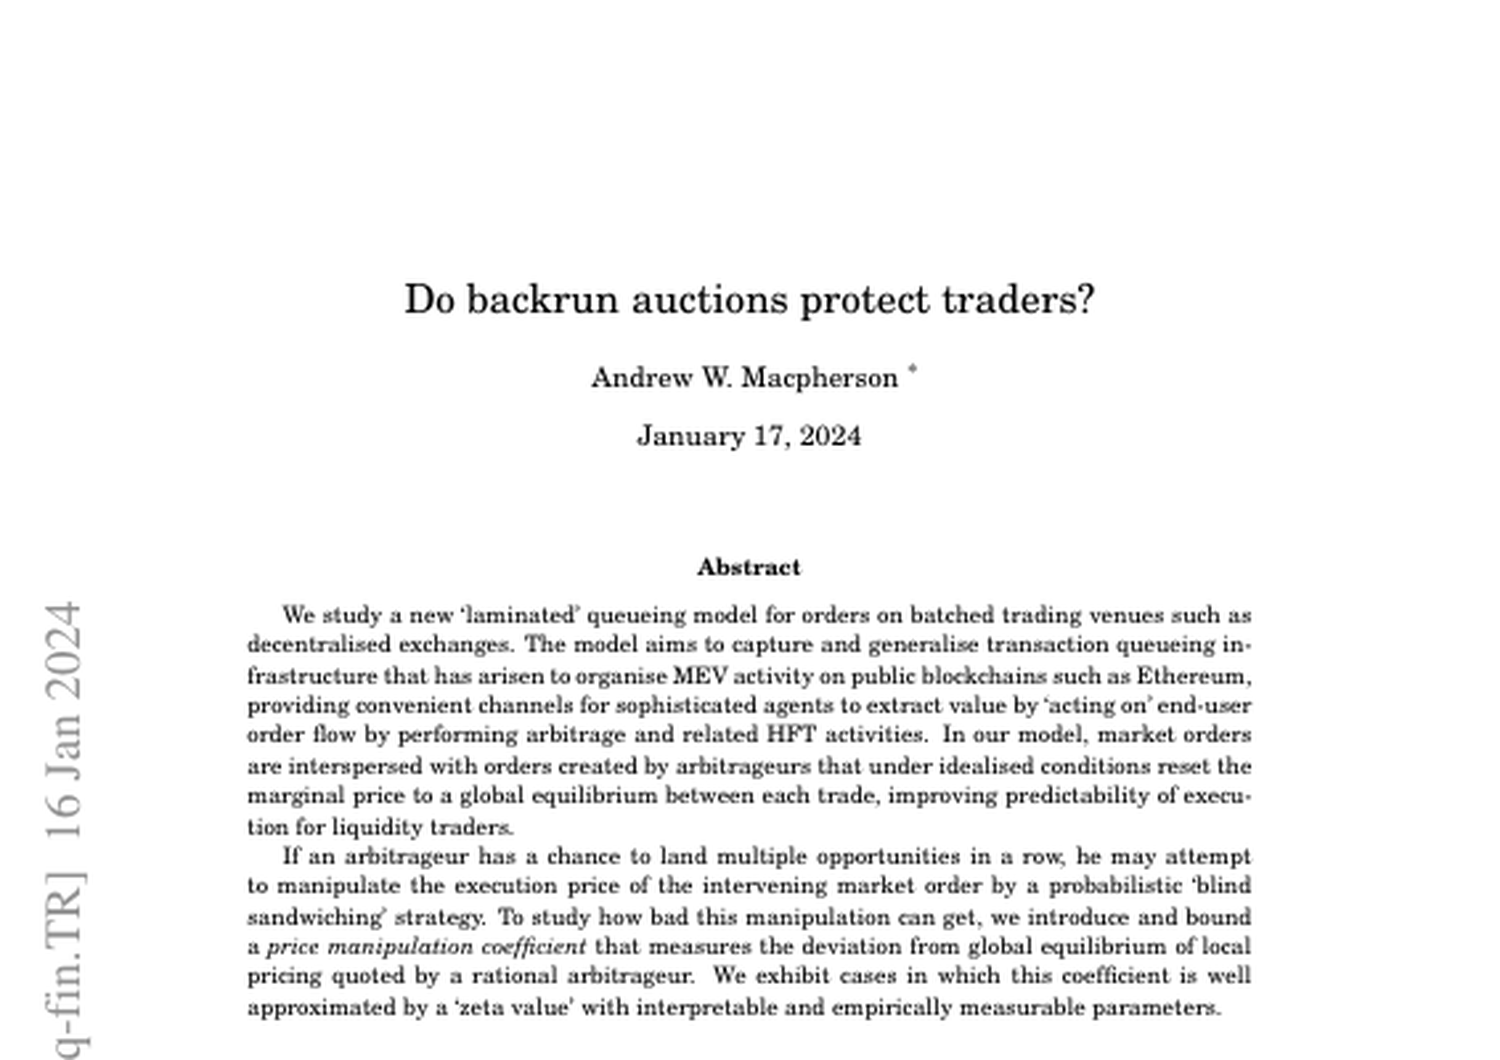 Do backrun auctions protect traders?
Andrew W. Macpherson *
January 17, 2024
Abstract
We study a new ‘laminated’ queueing model for orders on batched trading venues such as
decentralised exchanges. The model aims to capture and generalise transaction queueing in-
frastructure that has arisen to organise MEV activity on public blockchains such as Ethereum,
providing convenient channels for sophisticated agents to extract value by ‘acting on’ end-user
order flow by performing arbitrage and related HFT activities. In our model, market orders
are interspersed with orders created by arbitrageurs that under idealised conditions reset the
marginal price to a global equilibrium between each trade, improving predictability of execu-
tion for liquidity traders.
If an arbitrageur has a chance to land multiple opportunities in a row, he may attempt
to manipulate the execution price of the intervening market order by a probabilistic ‘blind
sandwiching’ strategy. To study how bad this manipulation can get, we introduce and bound
a price manipulation coefficient that measures the deviation from global equilibrium of local
pricing quoted by a rational arbitrageur. We exhibit cases in which this coefficient is well
approximated by a ‘zeta value’ with interpretable and empirically measurable parameters.
q-fin.TR] 16 Jan 2024